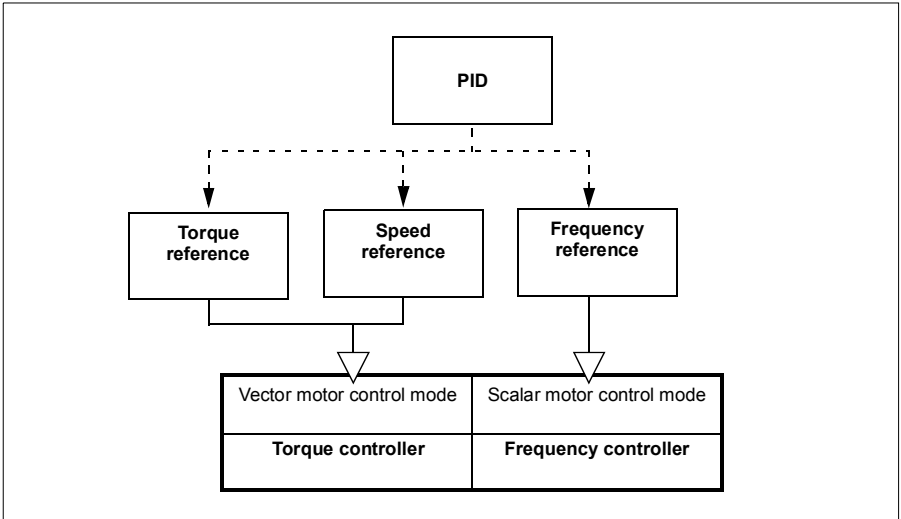 PID
Torque
reference
Speed
reference
Frequency
reference
Vector motor control mode
Scalar motor control mode
Torque controller
Frequency controller